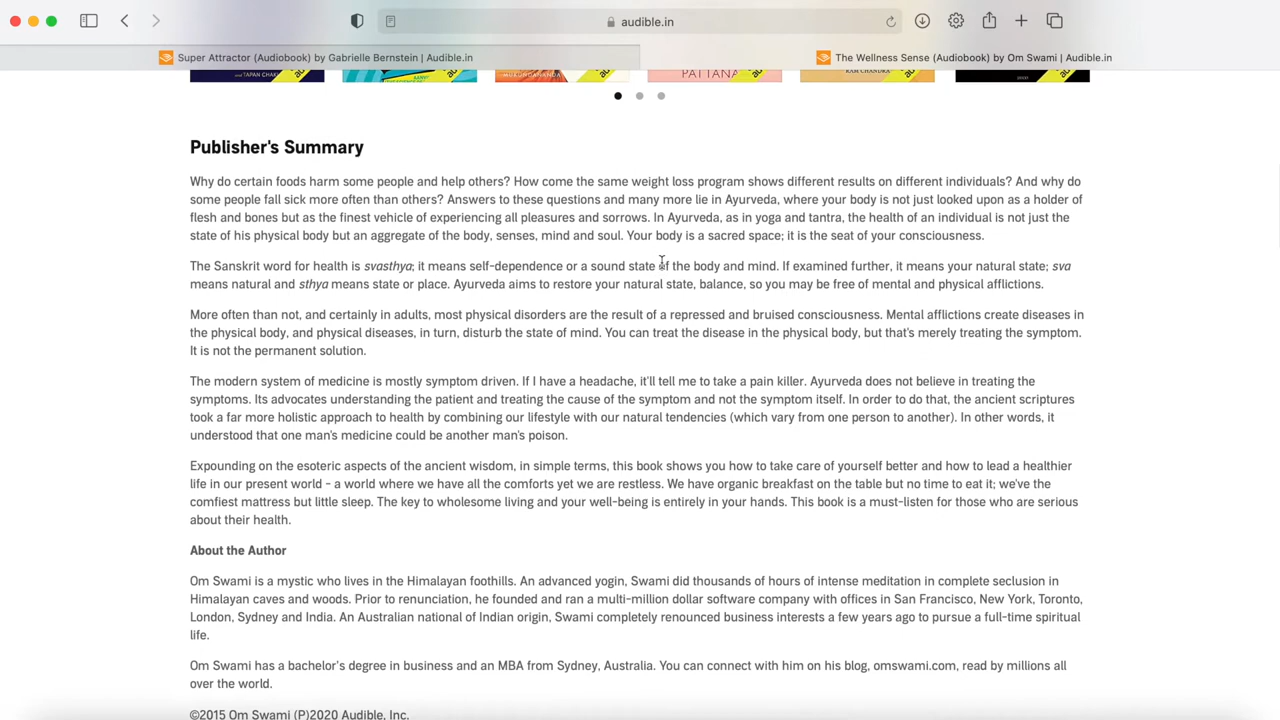 audible.in
Super Attractor (Audiobook) by Gabrielle Bernstein | Audible.in
The Wellness Sense (Audiobook) by Om Swami | Audible.in
and TAPAN
MUKUNDANANDA
PATTANA
RAM CHANDRA
Publisher's Summary
Why do certain foods harm some people and help others? How come the same weight loss program shows different results on different individuals? And why do
some people fall sick more often than others? Answers to these questions and many more lie in Ayurveda, where your body is not just looked upon as a holder of
flesh and bones but as the finest vehicle of experiencing all pleasures and sorrows. In Ayurveda, as in yoga and tantra, the health of an individual is not just the
state of his physical body but an aggregate of the body, senses, mind and soul. Your body is a sacred space; it is the seat of your consciousness.
The Sanskrit word for health is svasthya; it means self-dependence or a sound state of the body and mind. If examined further, it means your natural state; sva
means natural and sthya means state or place. Ayurveda aims to restore your natural state, balance, so you may be free of mental and physical afflictions.
More often than not, and certainly in adults, most physical disorders are the result of a repressed and bruised consciousness. Mental afflictions create diseases in
the physical body, and physical diseases, in turn, disturb the state of mind. You can treat the disease in the physical body, but that's merely treating the symptom.
It is not the permanent solution.
The modern system of medicine is mostly symptom driven. If I have a headache, it'll tell me to take a pain killer. Ayurveda does not believe in treating the
symptoms. Its advocates understanding the patient and treating the cause of the symptom and not the symptom itself. In order to do that, the ancient scriptures
took a far more holistic approach to health by combining our lifestyle with our natural tendencies (which vary from one person to another). In other words, it
understood that one man's medicine could be another man's poison.
Expounding on the esoteric aspects of the ancient wisdom, in simple terms, this book shows you how to take care of yourself better and how to lead a healthier
life in our present world - a world where we have all the comforts yet we are restless. We have organic breakfast on the table but no time to eat it; we've the
comfiest mattress but little sleep. The key to wholesome living and your well-being is entirely in your hands. This book is a must-listen for those who are serious
about their health.
About the Author
Om Swami is a mystic who lives in the Himalayan foothills. An advanced yogin, Swami did thousands of hours of intense meditation in complete seclusion in
Himalayan caves and woods. Prior to renunciation, he founded and ran a multi-million dollar software company with offices in San Francisco, New York, Toronto,
London, Sydney and India. An Australian national of Indian origin, Swami completely renounced business interests a few years ago to pursue a full-time spiritual
life.
Om Swami has a bachelor's degree in business and an MBA from Sydney, Australia. You can connect with him on his blog, omswami.com, read by millions all
over the world.
©2015 Om Swami (P)2020 Audible, Inc.